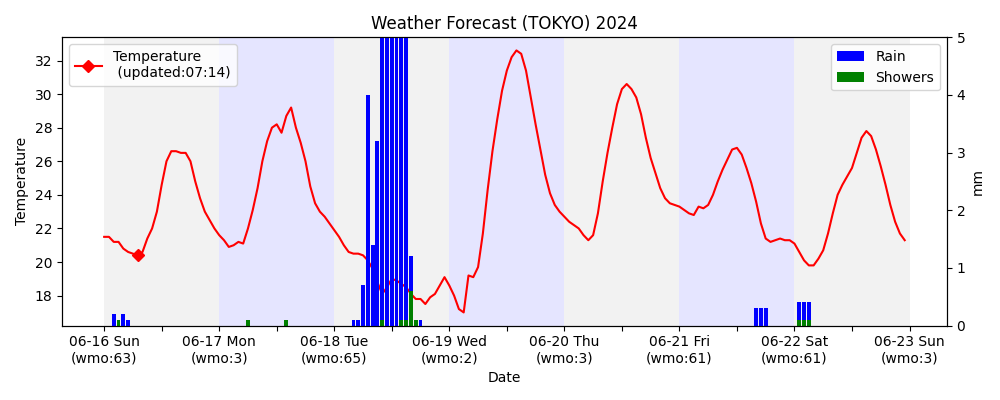 Weather Forecast (TOKYO) 2024
Temperature
(updated:07:14)
Rain
Showers
Temperature
32
30
28
26
24
22
20
18
5
4
3
2
1
0
mm
06-16 Sun
(wmo:63)
06-17 Mon
(wmo:3)
06-18 Tue
(wmo:65)
06-19 Wed
(wmo:2)
06-20 Thu
(wmo:3)
06-21 Fri
(wmo:61)
06-22 Sat
(wmo:61)
06-23 Sun
(wmo:3)
Date